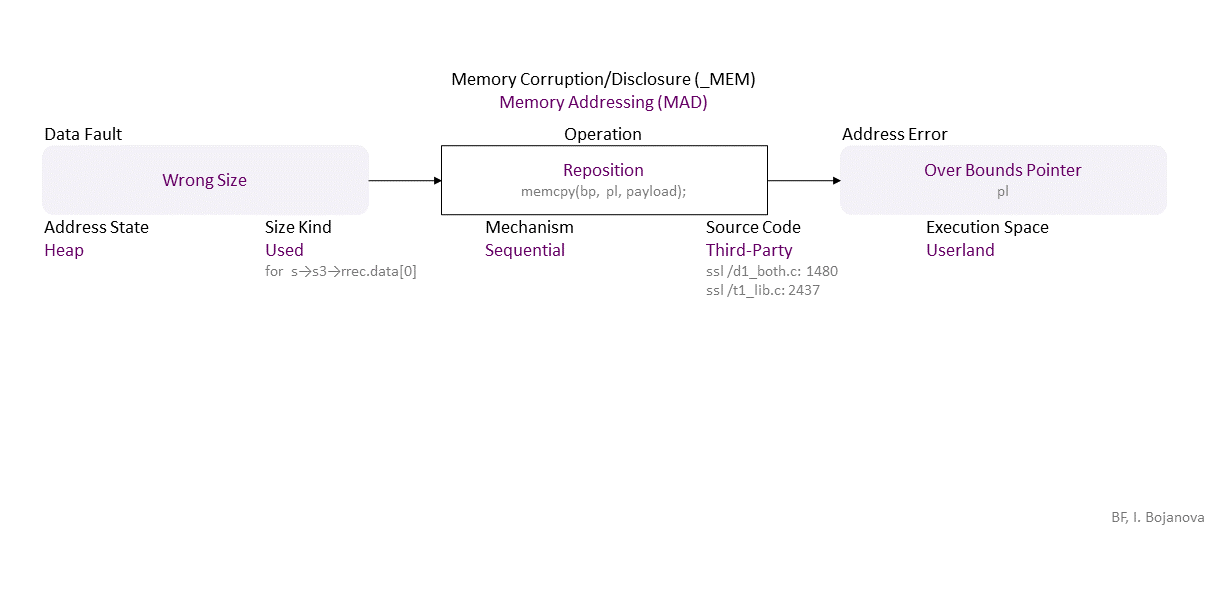 Memory Corruption/Disclosure (_MEM)
Memory Addressing (MAD)
Data Fault
Operation
Address Error
Wrong Size
Reposition
memcpy(bp, pl, payload);
Over Bounds Pointer
pl
Address State
Heap
Size Kind
Used
for s→s3→rrec.data[0]
Mechanism
Sequential
Source Code
Third-Party
ssl /d1_both.c: 1480
ssl /t1_lib.c: 2437
Execution Space
Userland
BF, I. Bojanova